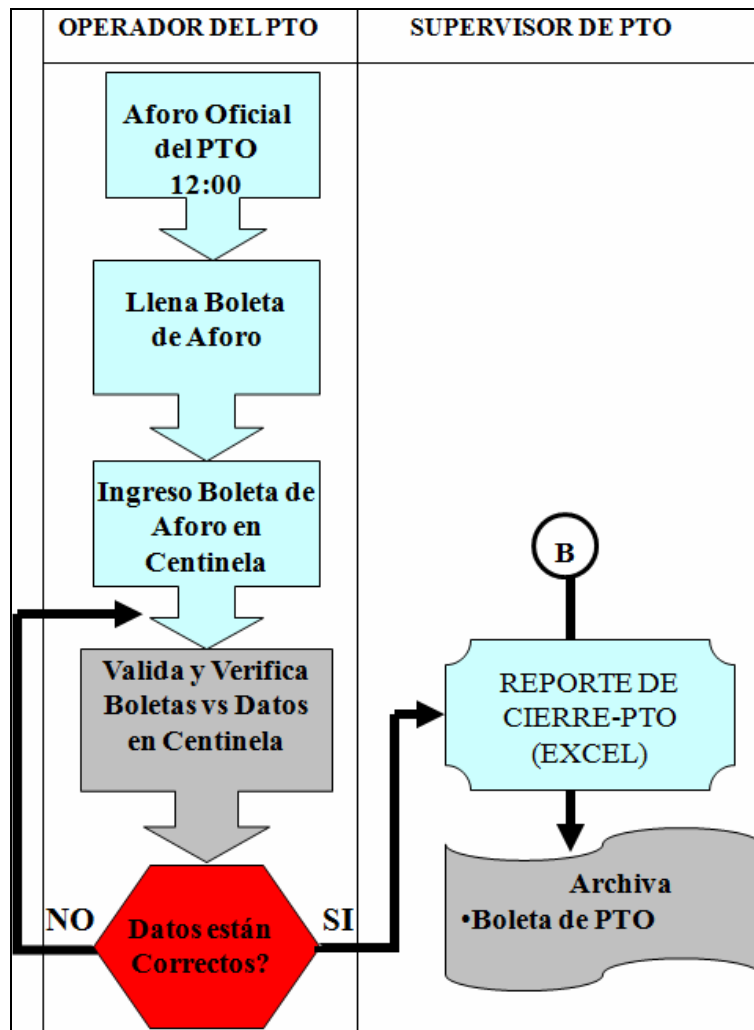 OPERADOR DEL PTO
SUPERVISOR DE PTO
Aforo Oficial
del PTO
12:00
Llena Boleta
de Aforo
Ingreso Boleta de
Aforo en
Centinela
Valida y Verifica
Boletas vs Datos
en Centinela
NO
Datos están
Correctos?
SI
B
REPORTE DE
CIERRE-PTO
(EXCEL)
Archiva
•Boleta de PTO